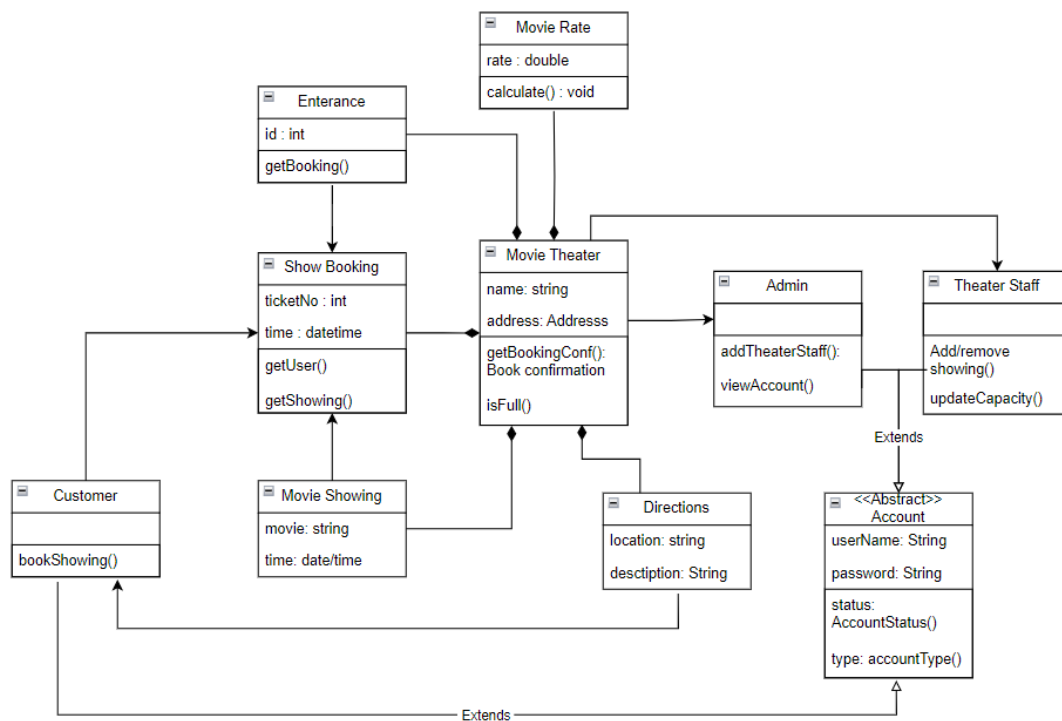 Movie Rate
rate : double
calculate() : void
Enterance
id : int
getBooking()
Show Booking
ticketNo : int
time : datetime
getUser()
getShowing()
Movie Theater
name: string
address: Addresss
getBookingConf():
Book confirmation
isFull()
Admin
addTheaterStaff():
viewAccount()
Theater Staff
Add/remove
showing()
updateCapacity()
Extends
Customer
bookShowing()
Movie Showing
movie: string
time: date/time
Directions
location: string
desctiption: String
<<Abstract>>
Account
userName: String
password: String
status:
AccountStatus()
type: accountType()
Extends